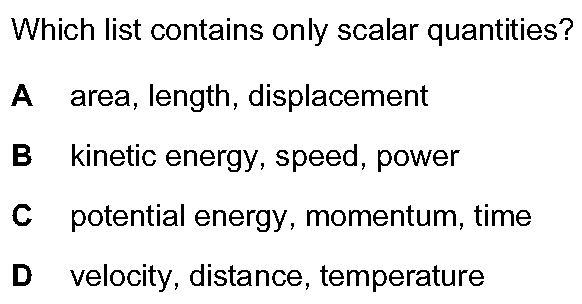 Which list contains only scalar quantities?
A area, length, displacement
B kinetic energy, speed, power
C potential energy, momentum, time
D velocity, distance, temperature